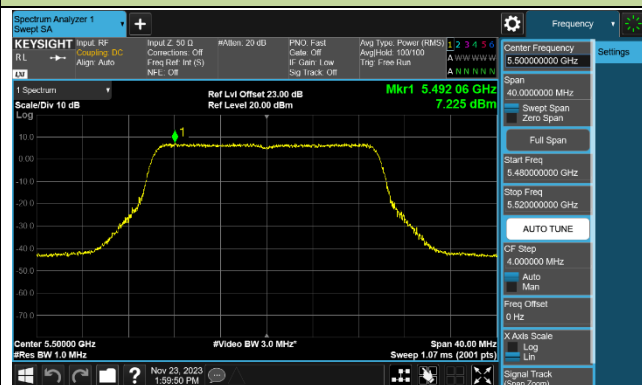 Spectrum Analyzer 1
Swept SA
+
Frequency
KEYSIGHT
RL
Input: RF
Coupling: DC
Align: Auto
Input Z: 50 Ω
Corrections: Off
Freq Ref: Int (S)
NFE: Off
#Atten: 20 dB
PNO: Fast
Gate: Off
IF Gain: Low
Sig Track: Off
Avg Type: Power (RMS)
Avg|Hold: 100/100
Trig: Free Run
1 2 3 4 5 6
A W W W W W
A N N N N N
LXI
1 Spectrum
Scale/Div 10 dB
Log
Ref Lvl Offset 23.00 dB
Ref Level 20.00 dBm
Mkr1 5.492 06 GHz
7.225 dBm
1
10.0
0.00
-10.0
-20.0
-30.0
-40.0
-50.0
-60.0
-70.0
Center 5.50000 GHz
#Res BW 1.0 MHz
#Video BW 3.0 MHz*
Span 40.00 MHz
Sweep 1.07 ms (2001 pts)
Nov 23, 2023
1:59:50 PM
?
Center Frequency
5.500000000 GHz
Span
40.0000000 MHz
Swept Span
Zero Span
Full Span
Start Freq
5.480000000 GHz
Stop Freq
5.520000000 GHz
AUTO TUNE
CF Step
4.000000 MHz
Auto
Man
Freq Offset
0 Hz
X Axis Scale
Log
Lin
Signal Track
(Span Zoom)
Settings